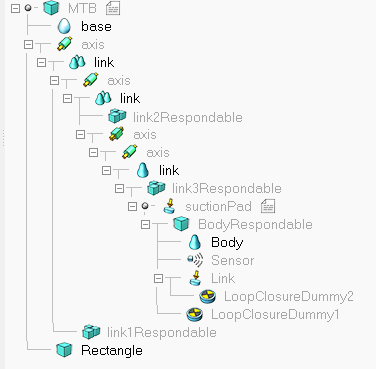 MTB
base
axis
link
link
link2Respondable
axis
axis
link
link3Respondable
suctionPad
BodyRespondable
Body
Sensor
Link
LoopClosureDummy2
LoopClosureDummy1
link1Respondable
Rectangle